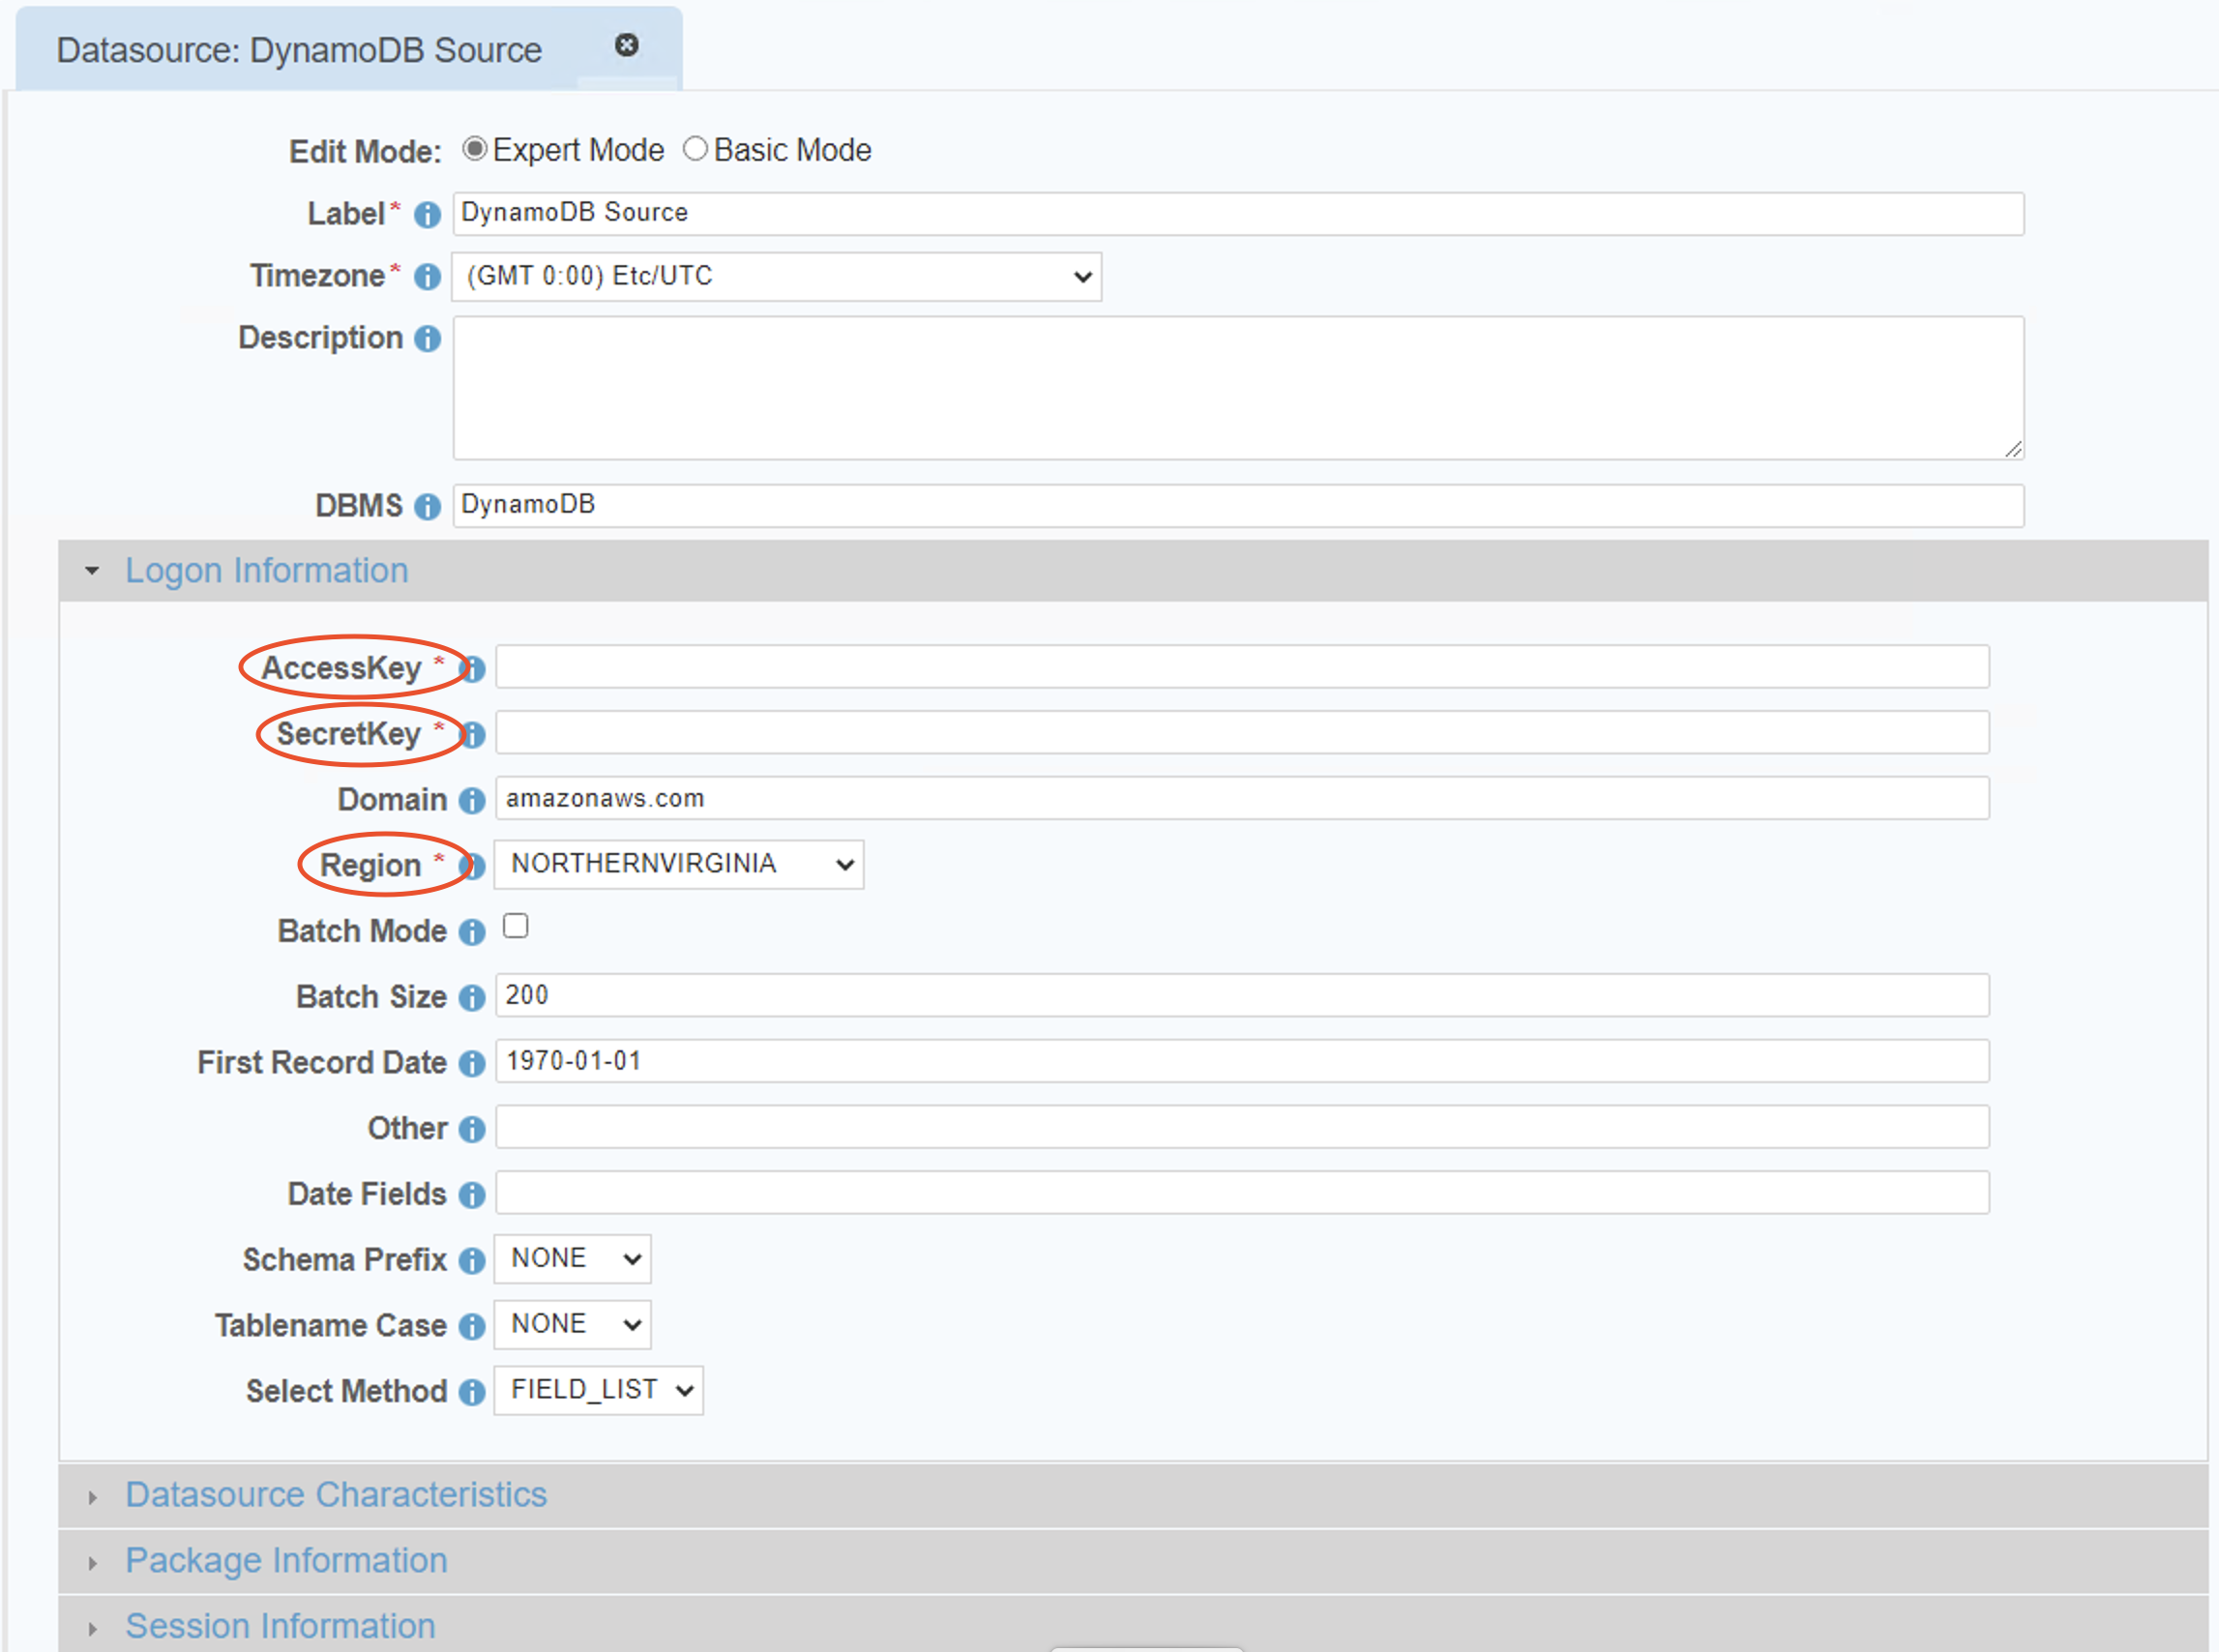 Datasource: DynamoDB Source
Edit Mode: Expert Mode Basic Mode
Label* DynamoDB Source
Timezone* (GMT 0:00) Etc/UTC
Description
DBMS DynamoDB
Logon Information
AccessKey *
SecretKey *
Domain amazonaws.com
Region * NORTHERNVIRGINIA
Batch Mode
Batch Size 200
First Record Date 1970-01-01
Other
Date Fields
Schema Prefix NONE
Tablename Case NONE
Select Method FIELD_LIST
Datasource Characteristics
Package Information
Session Information